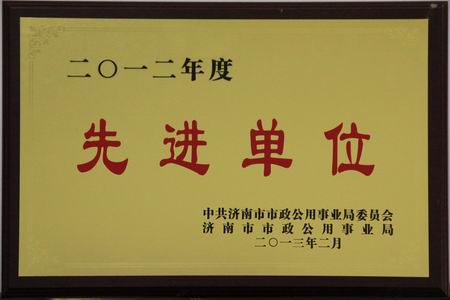 二〇一二年度
先进单位
中共济南市市政公用事业局委员会
济南市市政公用事业局
二〇一三年二月